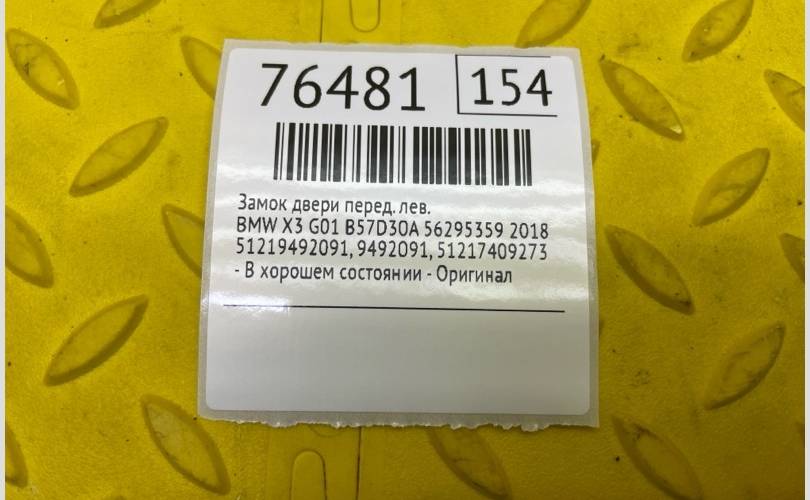 76481 154
Замок двери перед. лев.
BMW X3 G01 B57D30A 56295359 2018
51219492091, 9492091, 51217409273
- В хорошем состоянии - Оригинал